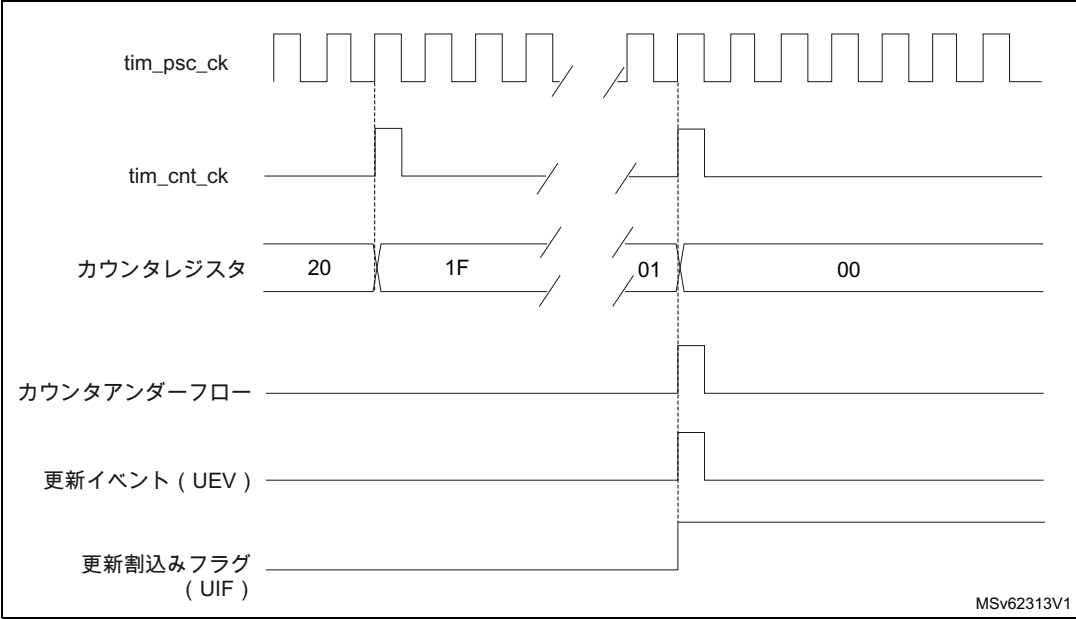 tim_psc_ck
tim_cnt_ck
カウンタレジスタ 20 1F 01 00
カウンタアンダーフロー
更新イベント ( UEV )
更新割込みフラグ
( UIF )
MSv62313V1